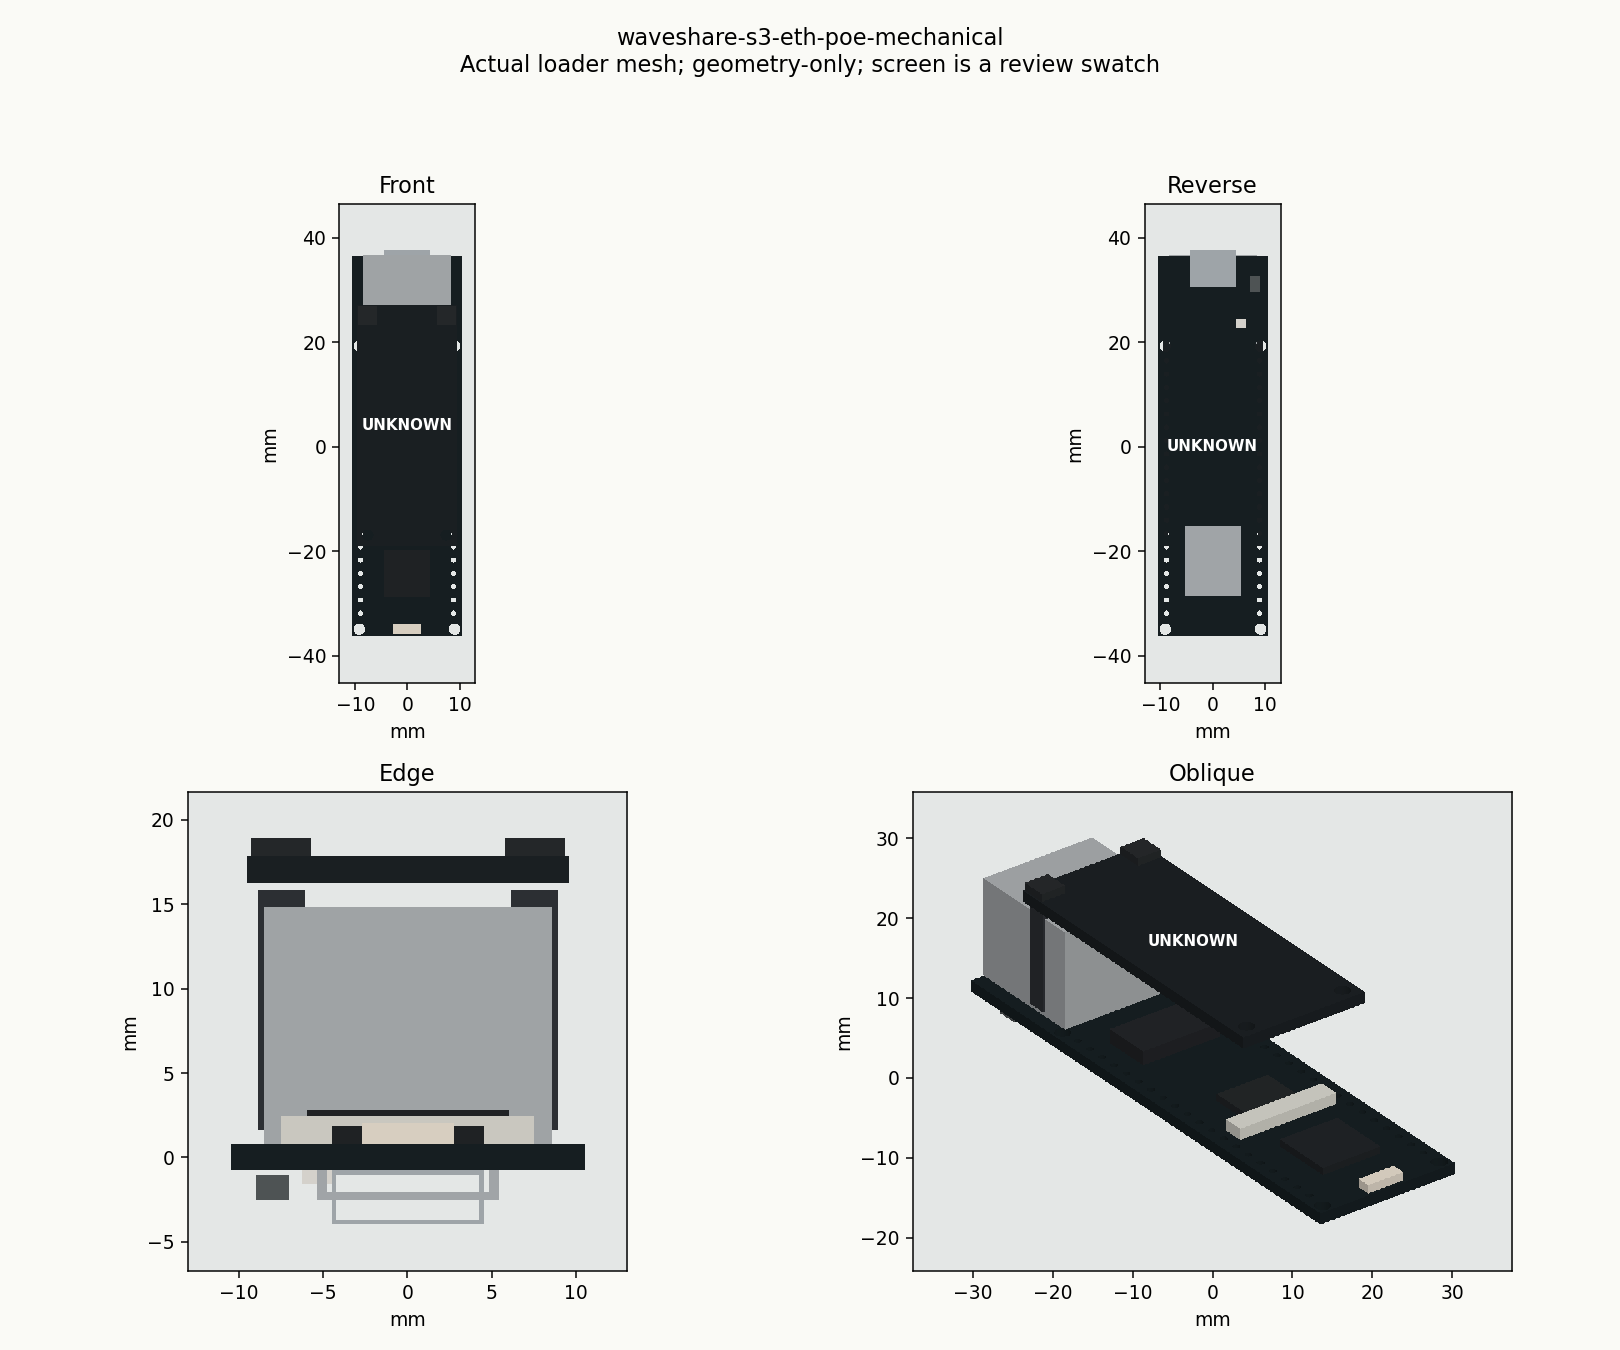 waveshare-s3-eth-poe-mechanical
Actual loader mesh; geometry-only; screen is a review swatch
Front
40
20
0
−20
−40
mm
UNKNOWN
−10 0 10
mm
Reverse
40
20
0
−20
−40
mm
UNKNOWN
−10 0 10
mm
Edge
20
15
10
5
0
−5
mm
−10 −5 0 5 10
mm
Oblique
30
20
10
0
−10
−20
mm
UNKNOWN
−30 −20 −10 0 10 20 30
mm